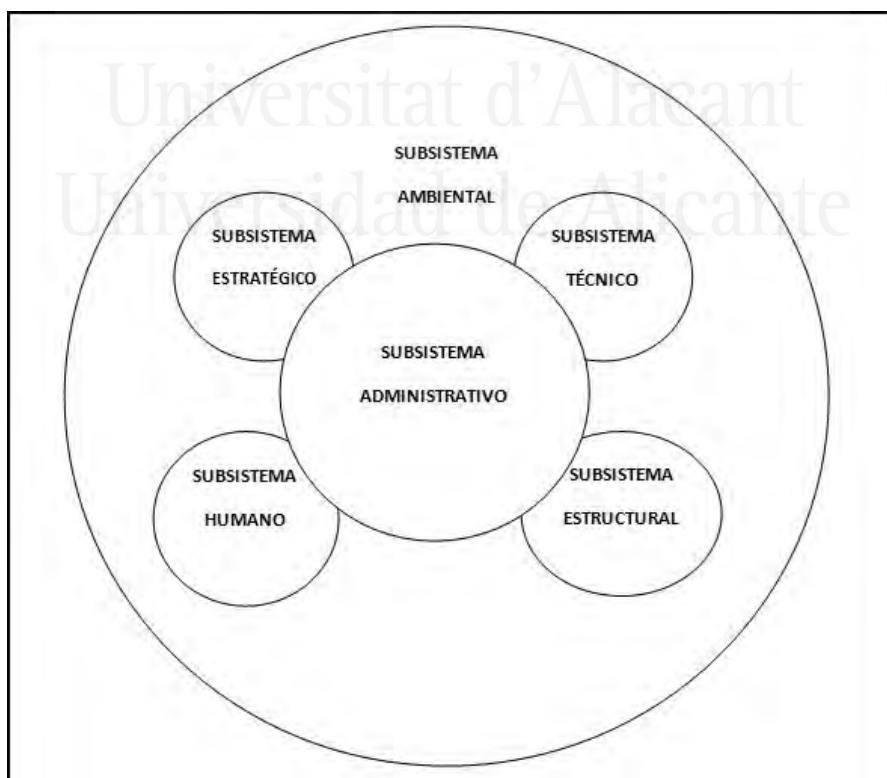 Universitat d'Alacant
Universidad de Alicante
SUBSISTEMA
AMBIENTAL
SUBSISTEMA
ESTRATÉGICO
SUBSISTEMA
TÉCNICO
SUBSISTEMA
ADMINISTRATIVO
SUBSISTEMA
HUMANO
SUBSISTEMA
ESTRUCTURAL